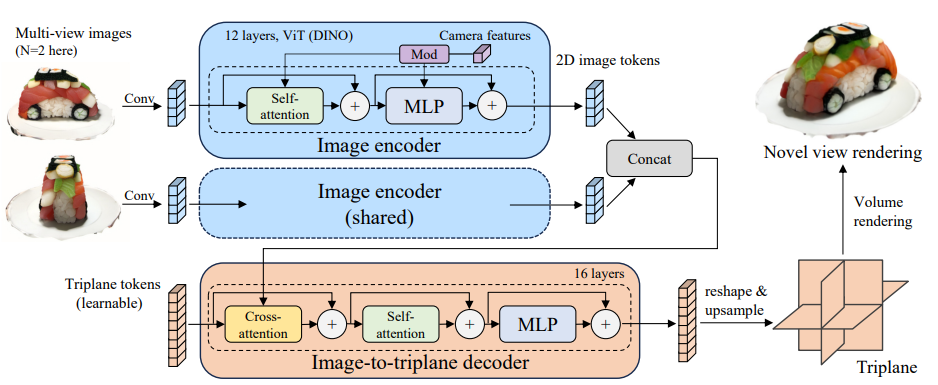 Multi-view images
(N=2 here)
Conv
12 layers, ViT (DINO)
Mod
Camera features
Self-
attention
+
MLP
+
Image encoder
2D image tokens
Concat
Conv
Image encoder
(shared)
Novel view rendering
Volume
rendering
Triplane tokens
(learnable)
16 layers
Cross-
attention
+
Self-
attention
+
MLP
+
Image-to-triplane decoder
reshape &
upsample
Triplane